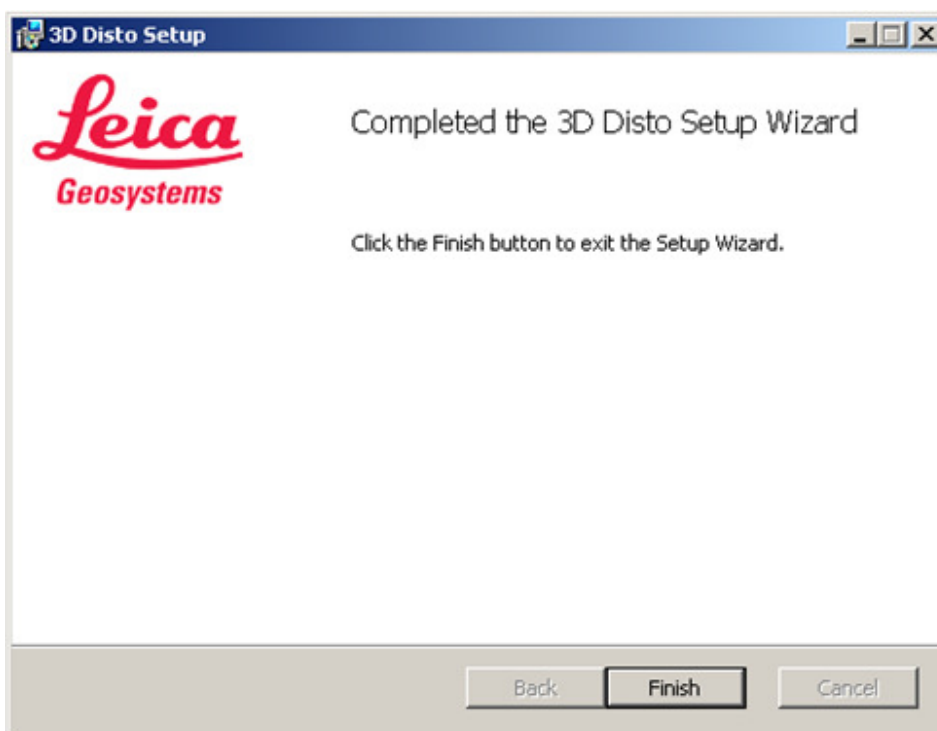 3D Disto Setup
Leica
Geosystems
Completed the 3D Disto Setup Wizard
Click the Finish button to exit the Setup Wizard.
Back
Finish
Cancel